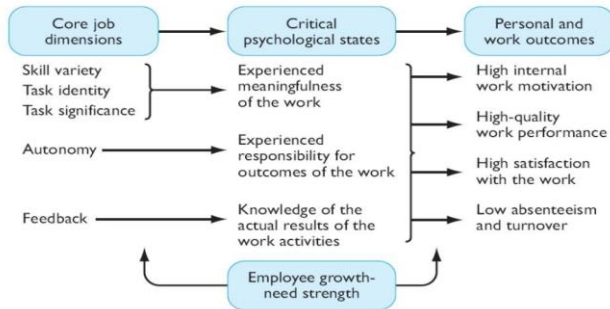 Core job
dimensions
Critical
psychological states
Personal and
work outcomes
Skill variety
Task identity
Task significance
Experienced
meaningfulness
of the work
High internal
work motivation
High-quality
work performance
Autonomy
Experienced
responsibility for
outcomes of the work
High satisfaction
with the work
Feedback
Knowledge of the
actual results of the
work activities
Low absenteeism
and turnover
Employee growth-
need strength